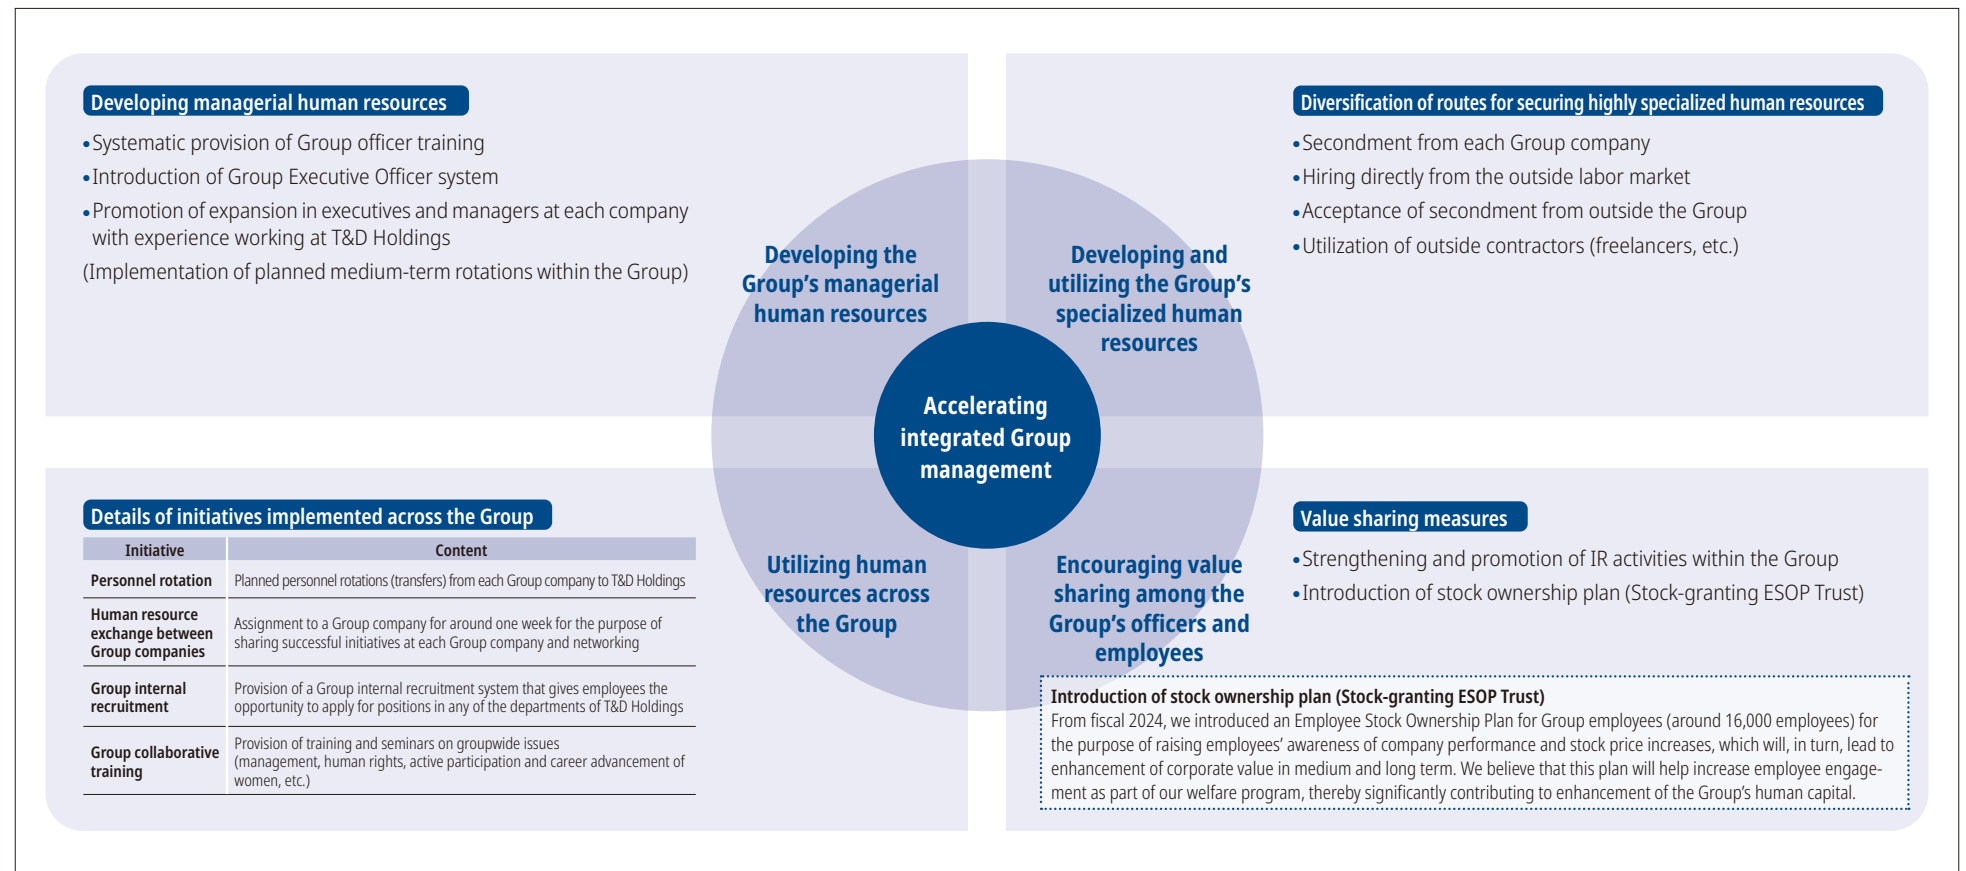 Developing managerial human resources
•Systematic provision of Group officer training
•Introduction of Group Executive Officer system
•Promotion of expansion in executives and managers at each company
with experience working at T&D Holdings
(Implementation of planned medium-term rotations within the Group)
Developing the
Group's managerial
human resources
Diversification of routes for securing highly specialized human resources
•Secondment from each Group company
•Hiring directly from the outside labor market
•Acceptance of secondment from outside the Group
•Utilization of outside contractors (freelancers, etc.)
Developing and
utilizing the Group's
specialized human
resources
Accelerating
integrated Group
management
Details of initiatives implemented across the Group
Initiative Content
Personnel rotation Planned personnel rotations (transfers) from each Group company to T&D Holdings
Human resource
exchange between
Group companies
Assignment to a Group company for around one week for the purpose of
sharing successful initiatives at each Group company and networking
Group internal
recruitment
Provision of a Group internal recruitment system that gives employees the
opportunity to apply for positions in any of the departments of T&D Holdings
Group collaborative
training
Provision of training and seminars on groupwide issues
(management, human rights, active participation and career advancement of
women, etc.)
Utilizing human
resources across
the Group
Encouraging value
sharing among the
Group's officers and
employees
Value sharing measures
•Strengthening and promotion of IR activities within the Group
•Introduction of stock ownership plan (Stock-granting ESOP Trust)
Introduction of stock ownership plan (Stock-granting ESOP Trust)
From fiscal 2024, we introduced an Employee Stock Ownership Plan for Group employees (around 16,000 employees) for
the purpose of raising employees' awareness of company performance and stock price increases, which will, in turn, lead to
enhancement of corporate value in medium and long term. We believe that this plan will help increase employee engage-
ment as part of our welfare program, thereby significantly contributing to enhancement of the Group's human capital.